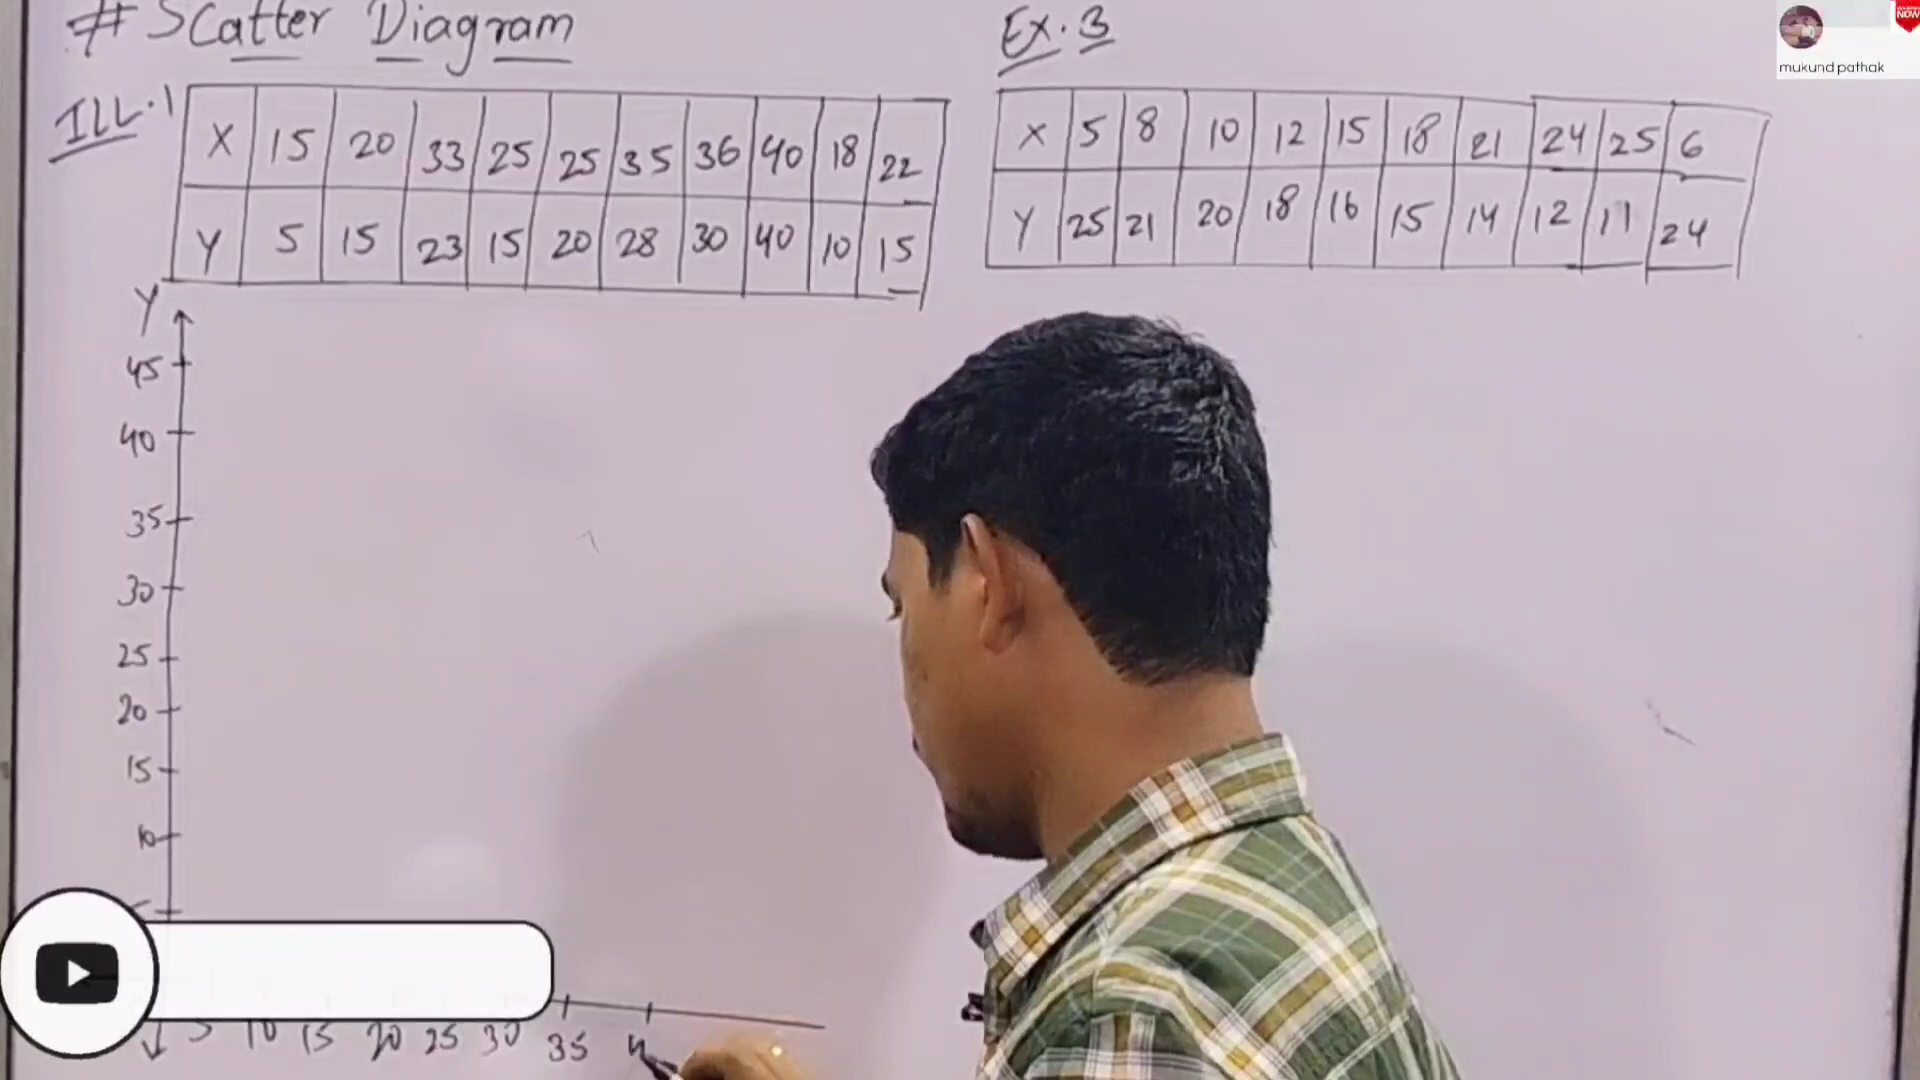 # Scatter Diagram
Ex. 3
NOW
mukund pathak
ILL. 1
X 15 20 33 25 25 35 36 40 18 22
Y 5 15 23 15 20 28 30 40 10 15
X 5 8 10 12 15 18 21 24 25 6
Y 25 21 20 18 16 15 14 12 11 24
Y
45
40
35
30
25
20
15
10
10 15 20 25 30 35